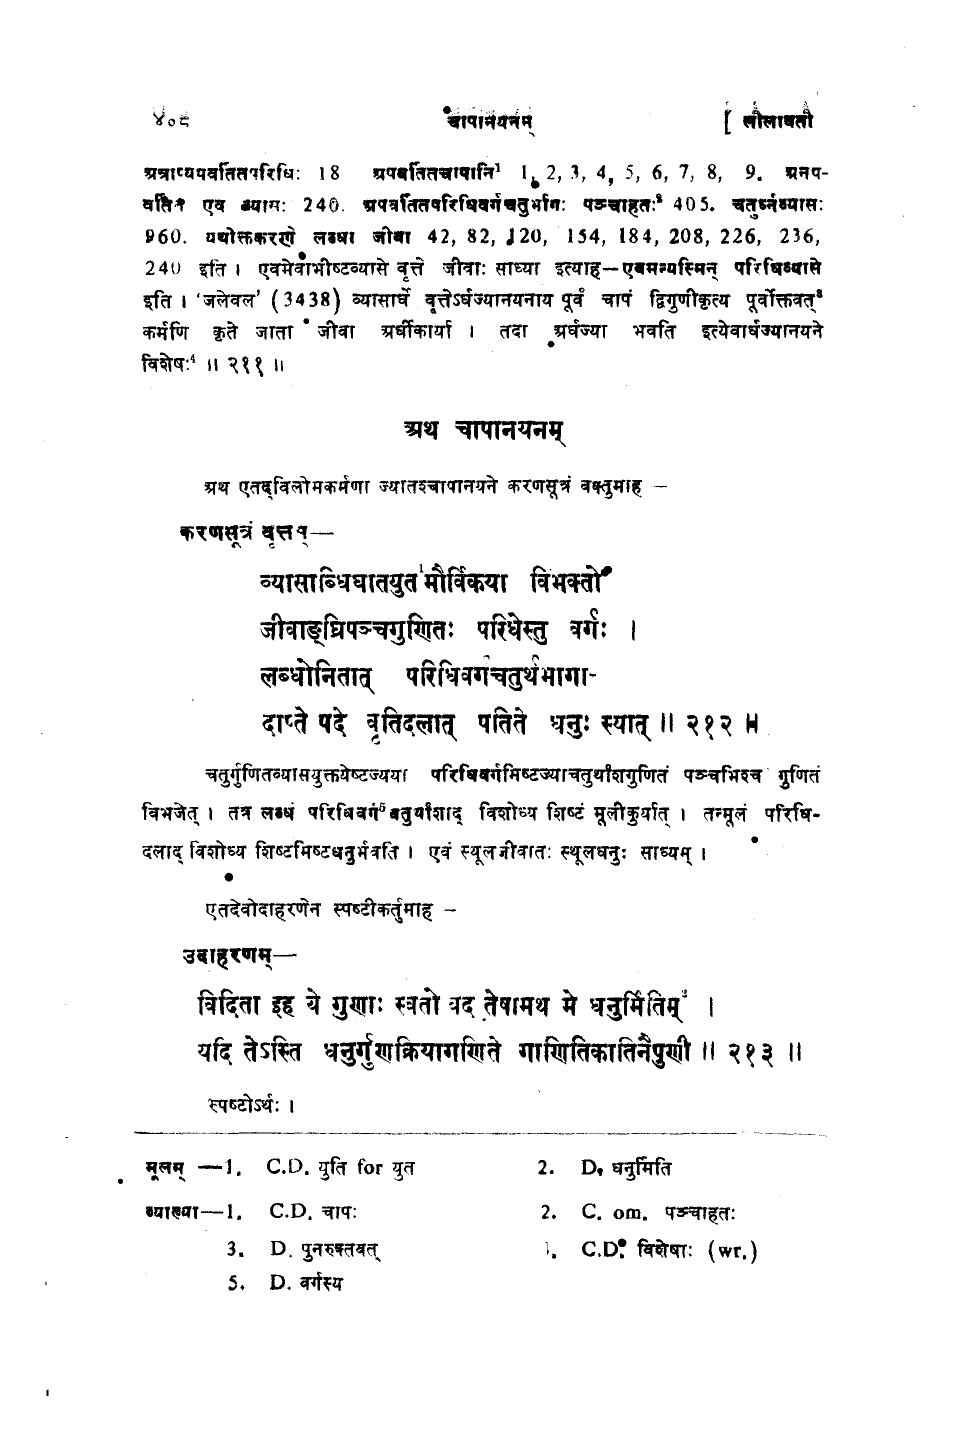 ४०८ चापानयनम् [ लीलावती
अत्राप्यपवर्तितपरिधिः 18 अपवर्तितचापानि¹ 1, 2, 3, 4, 5, 6, 7, 8, 9. अनप-
वर्तित एव व्यासः 240. अपवर्तितपरिधिवर्गचतुर्भागः पञ्चाहतः² 405. चतुर्घ्नव्यासः
960. यथोक्तकरणे लब्धा जीवा 42, 82, 120, 154, 184, 208, 226, 236,
240 इति । एवमेवाभीष्टव्यासे वृत्ते जीवाः साध्या इत्याह—एवमन्यस्मिन् परिधिव्यासे
इति । 'जलेवल' (3438) व्यासार्धे वृत्तेऽर्धज्यानयनाय पूर्वं चापं द्विगुणीकृत्य पूर्वोक्तवत्³
कर्मणि कृते जाता जीवा अर्धीकार्या । तदा अर्धज्या भवति इत्येवार्धज्यानयने
विशेषः⁴ ॥ २११ ॥
अथ चापानयनम्
अथ एतद्विलोमकर्मणा ज्यातश्चापानयने करणसूत्रं वक्तुमाह —
करणसूत्रं वृत्तम्—
व्यासाब्धिघातयुत¹मौर्विकया विभक्तो
जीवाङ्घ्रिपञ्चगुणितः परिधेस्तु वर्गः ।
लब्धोनितात् परिधिवर्गचतुर्थभागा-
दाप्ते पदे वृतिदलात् पतिते धनुः स्यात् ॥ २१२ ॥
चतुर्गुणितव्यासयुक्तयेष्टज्यया परिधिवर्गमिष्टज्याचतुर्थांशगुणितं पञ्चभिश्च गुणितं
विभजेत् । तत्र लब्धं परिधिवर्ग⁵चतुर्थांशाद् विशोध्य शिष्टं मूलीकुर्यात् । तन्मूलं परिधि-
दलाद् विशोध्य शिष्टमिष्टधनुर्भवति । एवं स्थूलजीवातः स्थूलधनुः साध्यम् ।
एतदेवोदाहरणेन स्पष्टीकर्तुमाह —
उदाहरणम्—
विदिता इह ये गुणाः स्वतो वद तेषामथ मे धनुर्मितिम्² ।
यदि तेऽस्ति धनुर्गुणक्रियागणिते गाणितिकातिनैपुणी ॥ २१३ ॥
स्पष्टोऽर्थः ।
मूलम् —1. C.D. युति for युत 2. D. धनुर्मिति
व्याख्या—1. C.D. चापः 2. C. om. पञ्चाहतः
3. D. पुनरुक्तवत् C.D. विशेषाः (wr.)
5. D. वर्गस्य